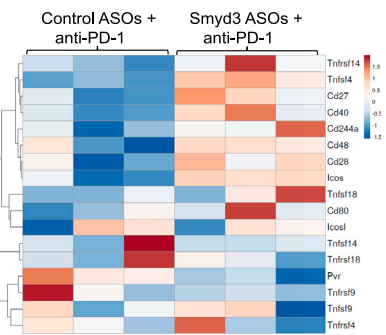 Control ASOs + Smyd3 ASOs +
anti-PD-1 anti-PD-1
Tnfrsf14
Tnfsf4
Cd27
Cd40
Cd244a
Cd48
Cd28
Icos
Tnfsf18
Cd80
Icosl
Tnfsf14
Tnfrsf18
Pvr
Tnfrsf9
Tnfsf9
Tnfrsf4
1.5
1
0.5
0
-0.5
-1
-1.5